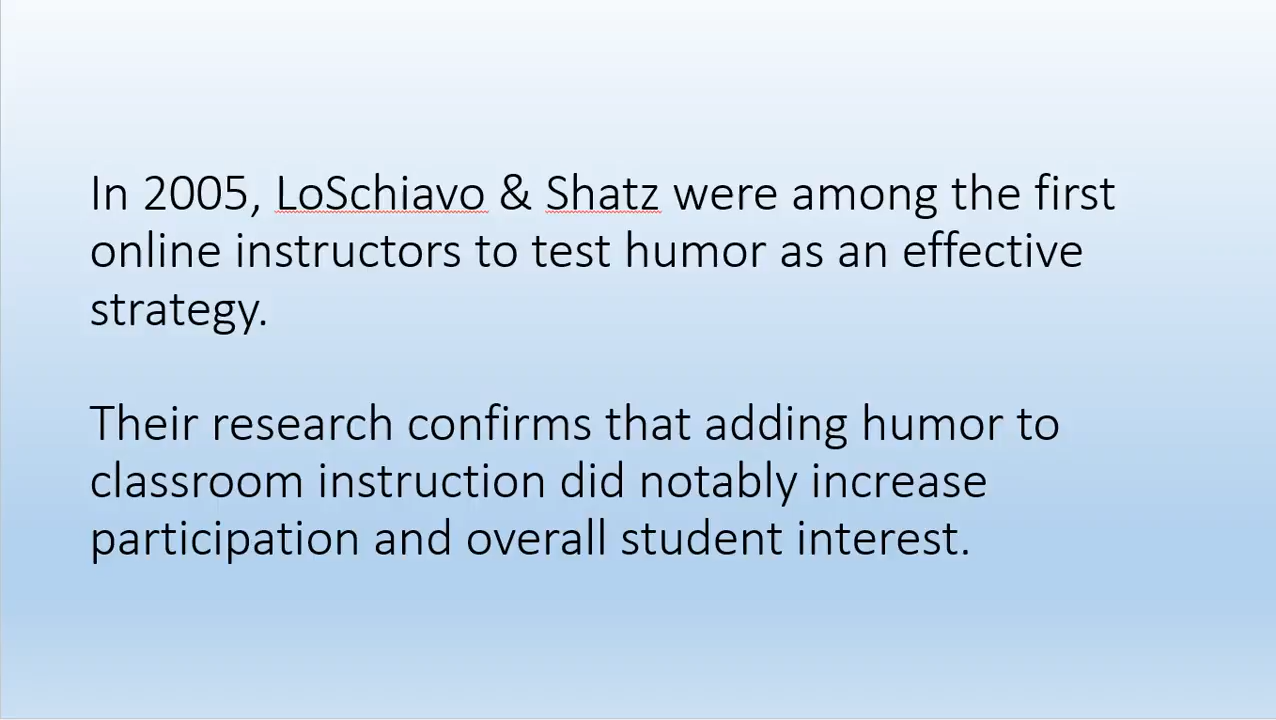 In 2005, LoSchiavo & Shatz were among the first
online instructors to test humor as an effective
strategy.
Their research confirms that adding humor to
classroom instruction did notably increase
participation and overall student interest.